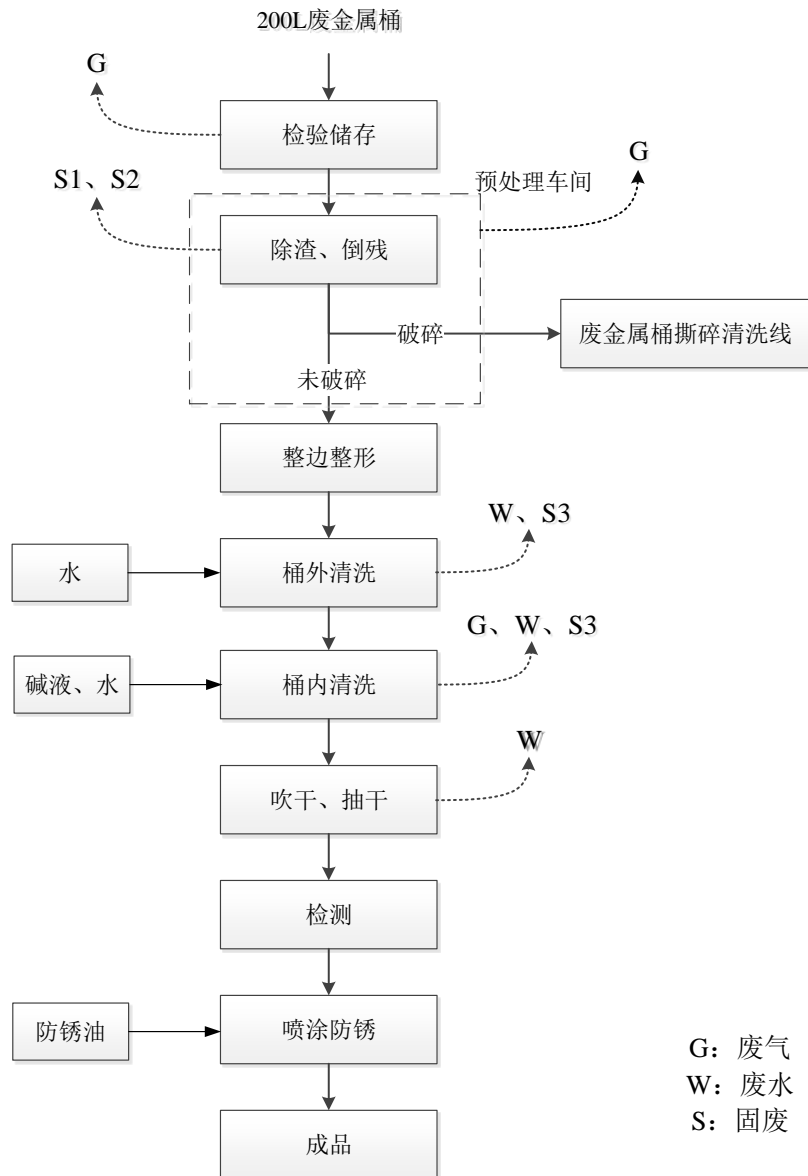 200L废金属桶
G
检验储存
G
S1、S2
预处理车间
除渣、倒残
破碎
废金属桶撕碎清洗线
未破碎
整边整形
W、S3
水
桶外清洗
G、W、S3
碱液、水
桶内清洗
W
吹干、抽干
检测
防锈油
喷涂防锈
G：废气
W：废水
S：固废
成品